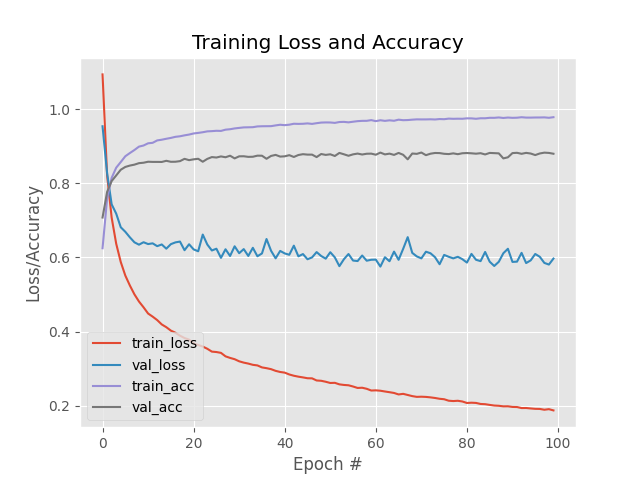 Training Loss and Accuracy
1.0
0.8
0.6
0.4
0.2
Loss/Accuracy
train_loss
val_loss
train_acc
val_acc
0 20 40 60 80 100
Epoch #